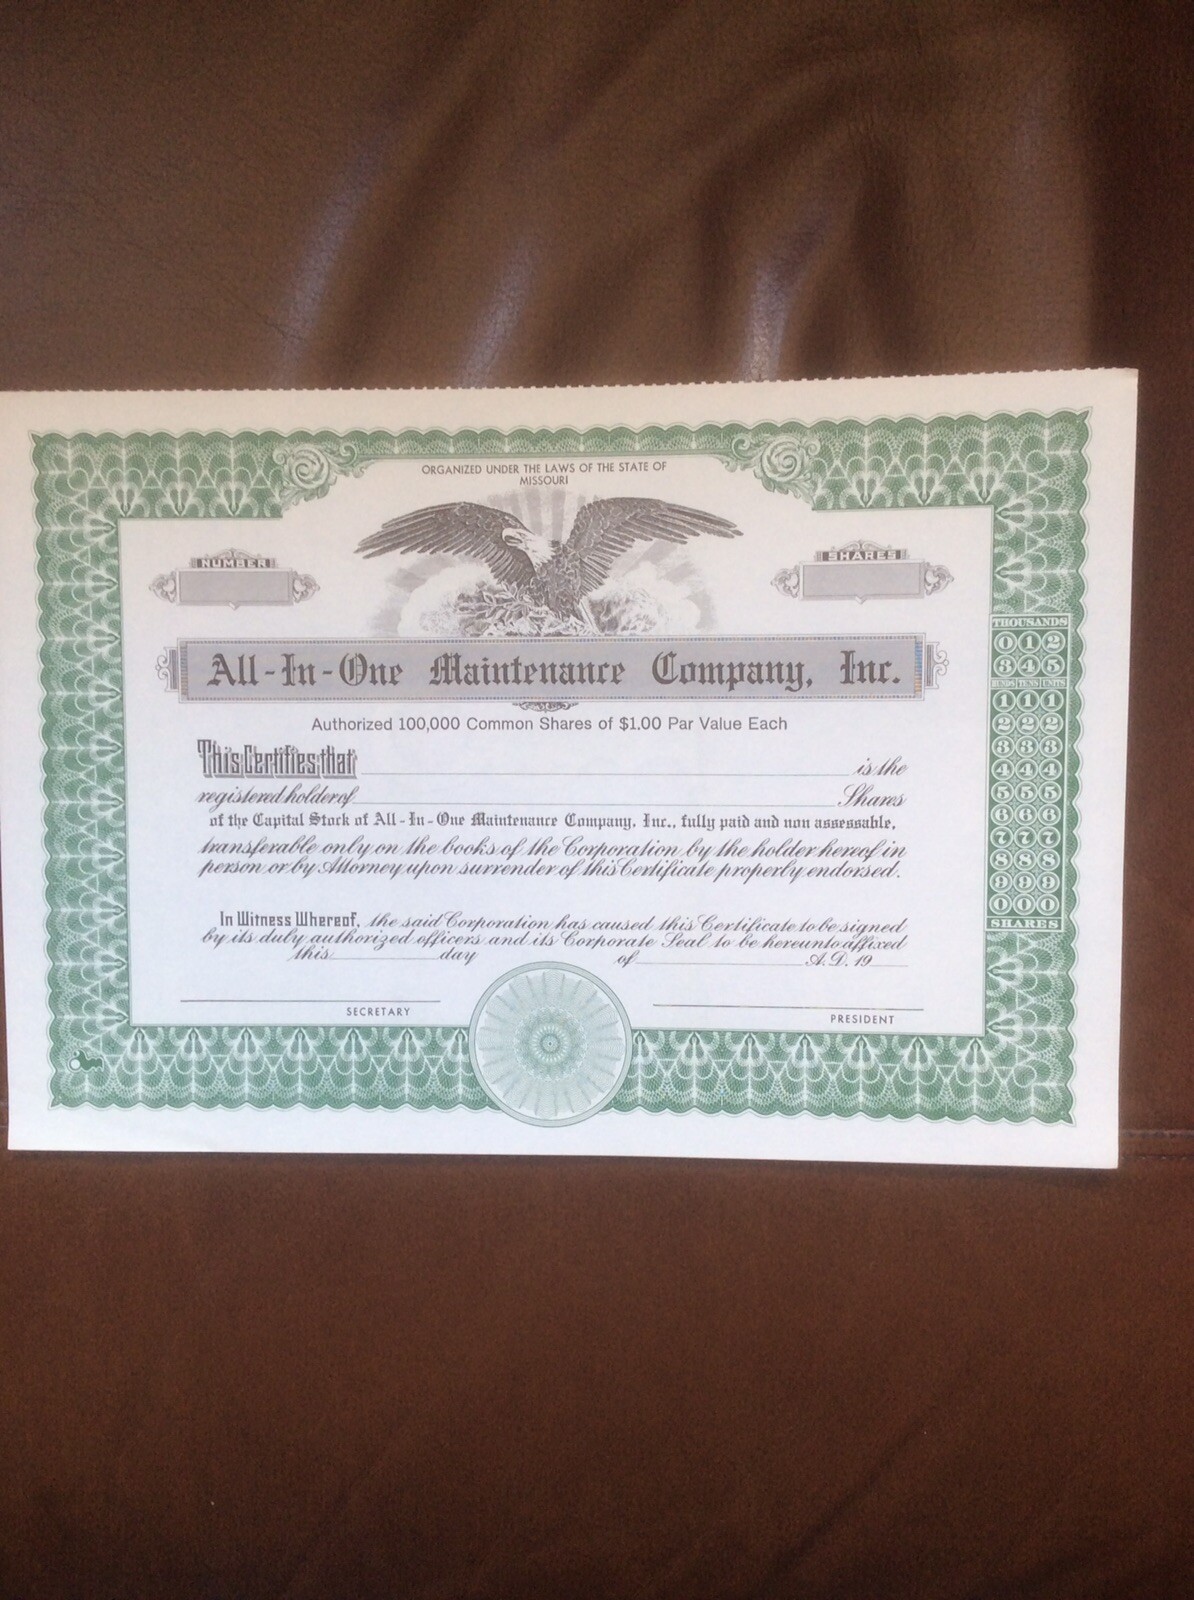 ORGANIZED UNDER THE LAWS OF THE STATE OF
MISSOURI
NUMBER
SHARES
All-In-One Maintenance Company, Inc.
Authorized 100,000 Common Shares of $1.00 Par Value Each
This Certifies that is the
registered holder of Shares
of the Capital Stock of All-In-One Maintenance Company, Inc., fully paid and non assessable,
transferable only on the books of the Corporation by the holder hereof in
person or by Attorney upon surrender of this Certificate properly endorsed.
In Witness Whereof, the said Corporation has caused this Certificate to be signed
by its duly authorized officers and its Corporate Seal to be hereunto affixed
this day of A.D. 19
SECRETARY
PRESIDENT
THOUSANDS
0 1 2
3 4 5
HUNDS TENS UNITS
1 1 1
2 2 2
3 3 3
4 4 4
5 5 5
6 6 6
7 7 7
8 8 8
9 9 9
0 0 0
SHARES